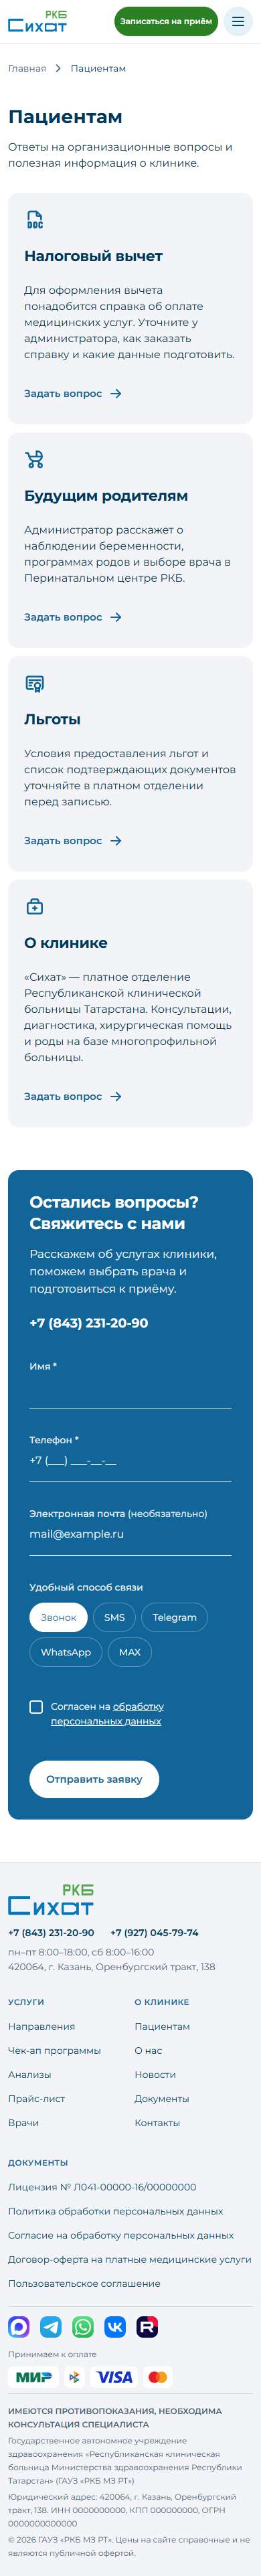 РКБ
Сихат
Записаться на приём
Главная
Пациентам
Пациентам
Ответы на организационные вопросы и
полезная информация о клинике.
DOC
Налоговый вычет
Для оформления вычета
понадобится справка об оплате
медицинских услуг. Уточните у
администратора, как заказать
справку и какие данные подготовить.
Задать вопрос
Будущим родителям
Администратор расскажет о
наблюдении беременности,
программах родов и выборе врача в
Перинатальном центре РКБ.
Задать вопрос
Льготы
Условия предоставления льгот и
список подтверждающих документов
уточняйте в платном отделении
перед записью.
Задать вопрос
О клинике
«Сихат» — платное отделение
Республиканской клинической
больницы Татарстана. Консультации,
диагностика, хирургическая помощь
и роды на базе многопрофильной
больницы.
Задать вопрос
Остались вопросы?
Свяжитесь с нами
Расскажем об услугах клиники,
поможем выбрать врача и
подготовиться к приёму.
+7 (843) 231-20-90
Имя *
Телефон *
+7 (___) ___-__-__
Электронная почта (необязательно)
mail@example.ru
Удобный способ связи
Звонок
SMS
Telegram
WhatsApp
MAX
Согласен на обработку
персональных данных
Отправить заявку
РКБ
Сихат
+7 (843) 231-20-90
+7 (927) 045-79-74
пн–пт 8:00–18:00, сб 8:00–16:00
420064, г. Казань, Оренбургский тракт, 138
УСЛУГИ
Направления
Чек-ап программы
Анализы
Прайс-лист
Врачи
О КЛИНИКЕ
Пациентам
О нас
Новости
Документы
Контакты
ДОКУМЕНТЫ
Лицензия № Л041-00000-16/00000000
Политика обработки персональных данных
Согласие на обработку персональных данных
Договор-оферта на платные медицинские услуги
Пользовательское соглашение
Принимаем к оплате
МИР
VISA
ИМЕЮТСЯ ПРОТИВОПОКАЗАНИЯ, НЕОБХОДИМА
КОНСУЛЬТАЦИЯ СПЕЦИАЛИСТА
Государственное автономное учреждение
здравоохранения «Республиканская клиническая
больница Министерства здравоохранения Республики
Татарстан» (ГАУЗ «РКБ МЗ РТ»)
Юридический адрес: 420064, г. Казань, Оренбургский
тракт, 138. ИНН 0000000000, КПП 000000000, ОГРН
0000000000000
© 2026 ГАУЗ «РКБ МЗ РТ». Цены на сайте справочные и не
являются публичной офертой.